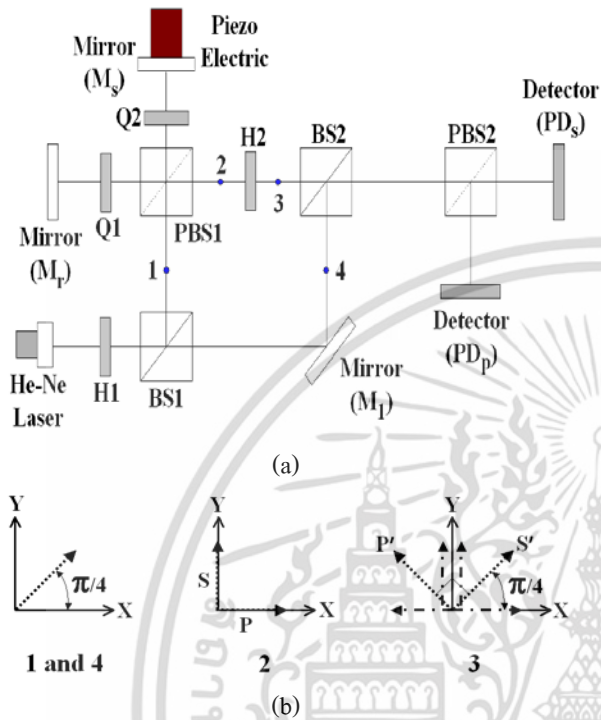 Mirror
(Ms)
Piezo
Electric
Q2
H2
BS2
PBS2
Detector
(PDs)
2
3
Mirror
(Mr)
Q1
PBS1
1
4
He-Ne
Laser
H1
BS1
Mirror
(M1)
Detector
(PDp)
(a)
Y
π/4
X
1 and 4
Y
S
P
X
2
Y
P'
S'
π/4
X
3
(b)